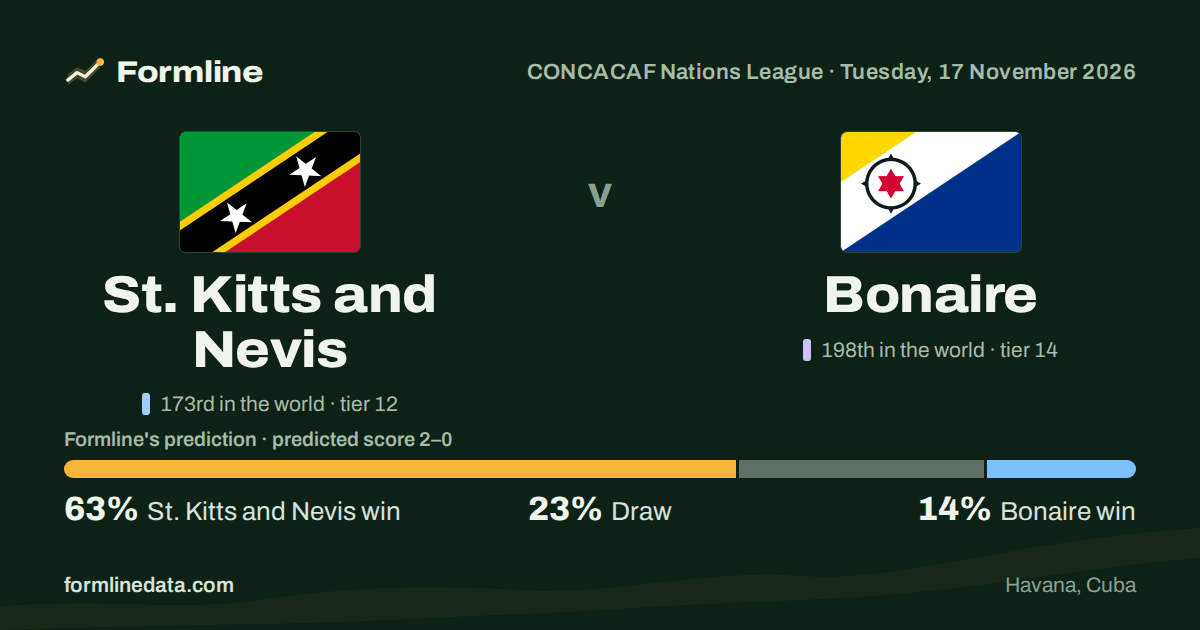 Formline
CONCACAF Nations League · Tuesday, 17 November 2026
v
St. Kitts and
Nevis
173rd in the world · tier 12
Bonaire
198th in the world · tier 14
Formline's prediction · predicted score 2–0
63% St. Kitts and Nevis win
23% Draw
14% Bonaire win
formlinedata.com
Havana, Cuba